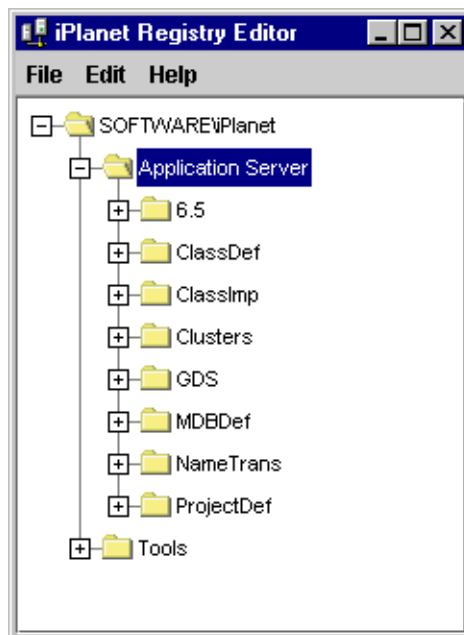 iPlanet Registry Editor
File Edit Help
SOFTWARE\iPlanet
Application Server
6.5
ClassDef
ClassImp
Clusters
GDS
MDBDef
NameTrans
ProjectDef
Tools